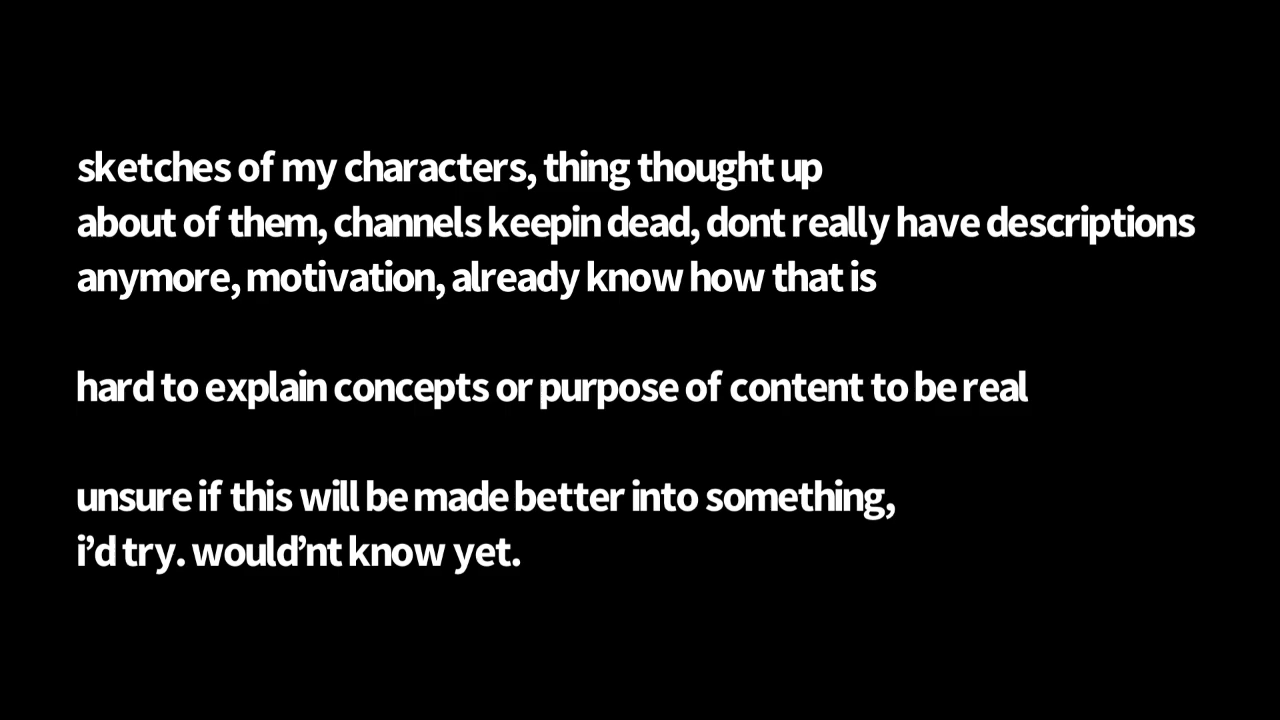 sketches of my characters, thing thought up
about of them, channels keepin dead, dont really have descriptions
anymore, motivation, already know how that is
hard to explain concepts or purpose of content to be real
unsure if this will be made better into something,
i’d try. would’nt know yet.